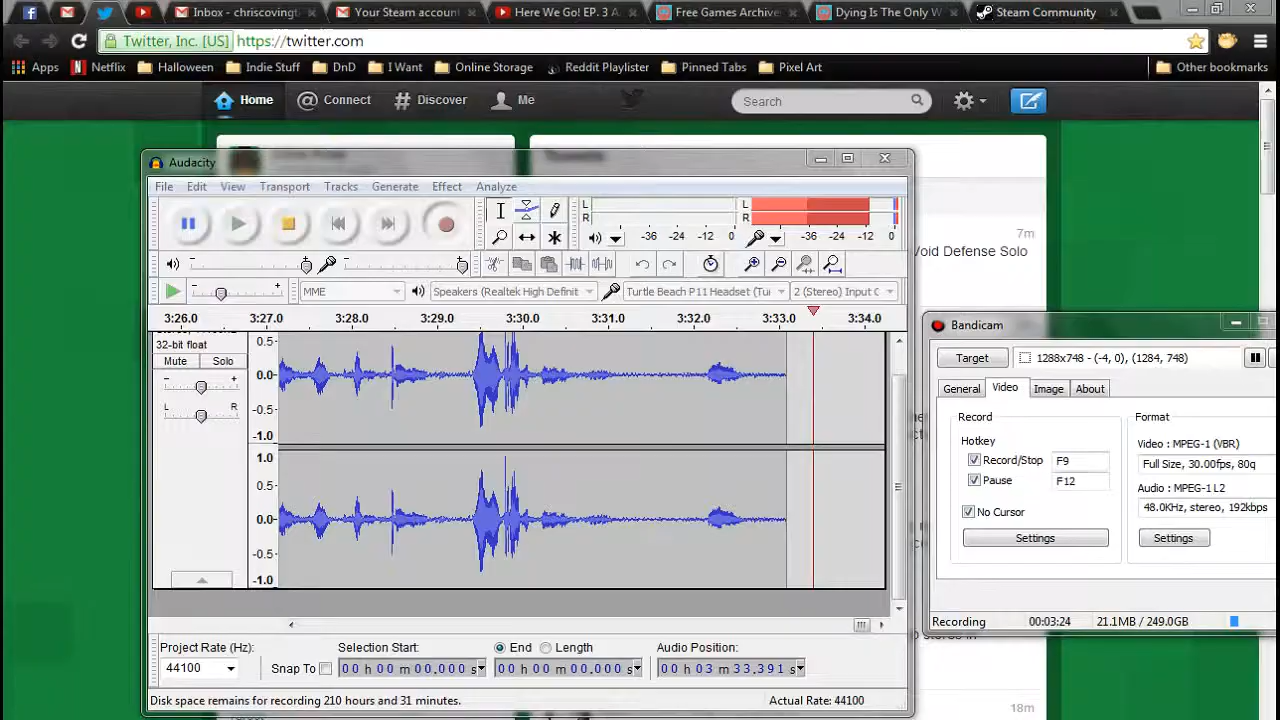 Inbox - chriscovingt
Your Steam accoun
Here We Go! EP. 3 A
Free Games Archive
Dying Is The Only W
Steam Community
Twitter, Inc. [US] https://twitter.com
Apps Netflix Halloween Indie Stuff DnD I Want Online Storage Reddit Playlister Pinned Tabs Pixel Art Other bookmarks
Home Connect Discover Me Search
Audacity
File Edit View Transport Tracks Generate Effect Analyze
L R -36 -24 -12 0
L R -36 -24 -12 0
7m
Void Defense Solo
MME Speakers (Realtek High Definit Turtle Beach P11 Headset (Tu 2 (Stereo) Input C
3:26.0 3:27.0 3:28.0 3:29.0 3:30.0 3:31.0 3:32.0 3:33.0 3:34.0
32-bit float
Mute Solo
- +
L R
0.5
0.0
-0.5
-1.0
1.0
0.5
0.0
-0.5
-1.0
Project Rate (Hz):
44100
Snap To
Selection Start:
00 h 00 m 00.000 s
End Length
00 h 00 m 00.000 s
Audio Position:
00 h 03 m 33.391 s
Disk space remains for recording 210 hours and 31 minutes.
Actual Rate: 44100
Bandicam
Target 1288x748 - (-4, 0), (1284, 748)
General Video Image About
Record
Hotkey
Record/Stop F9
Pause F12
No Cursor
Settings
Format
Video : MPEG-1 (VBR)
Full Size, 30.00fps, 80q
Audio : MPEG-1 L2
48.0KHz, stereo, 192kbps
Settings
Recording 00:03:24 21.1MB / 249.0GB
18m